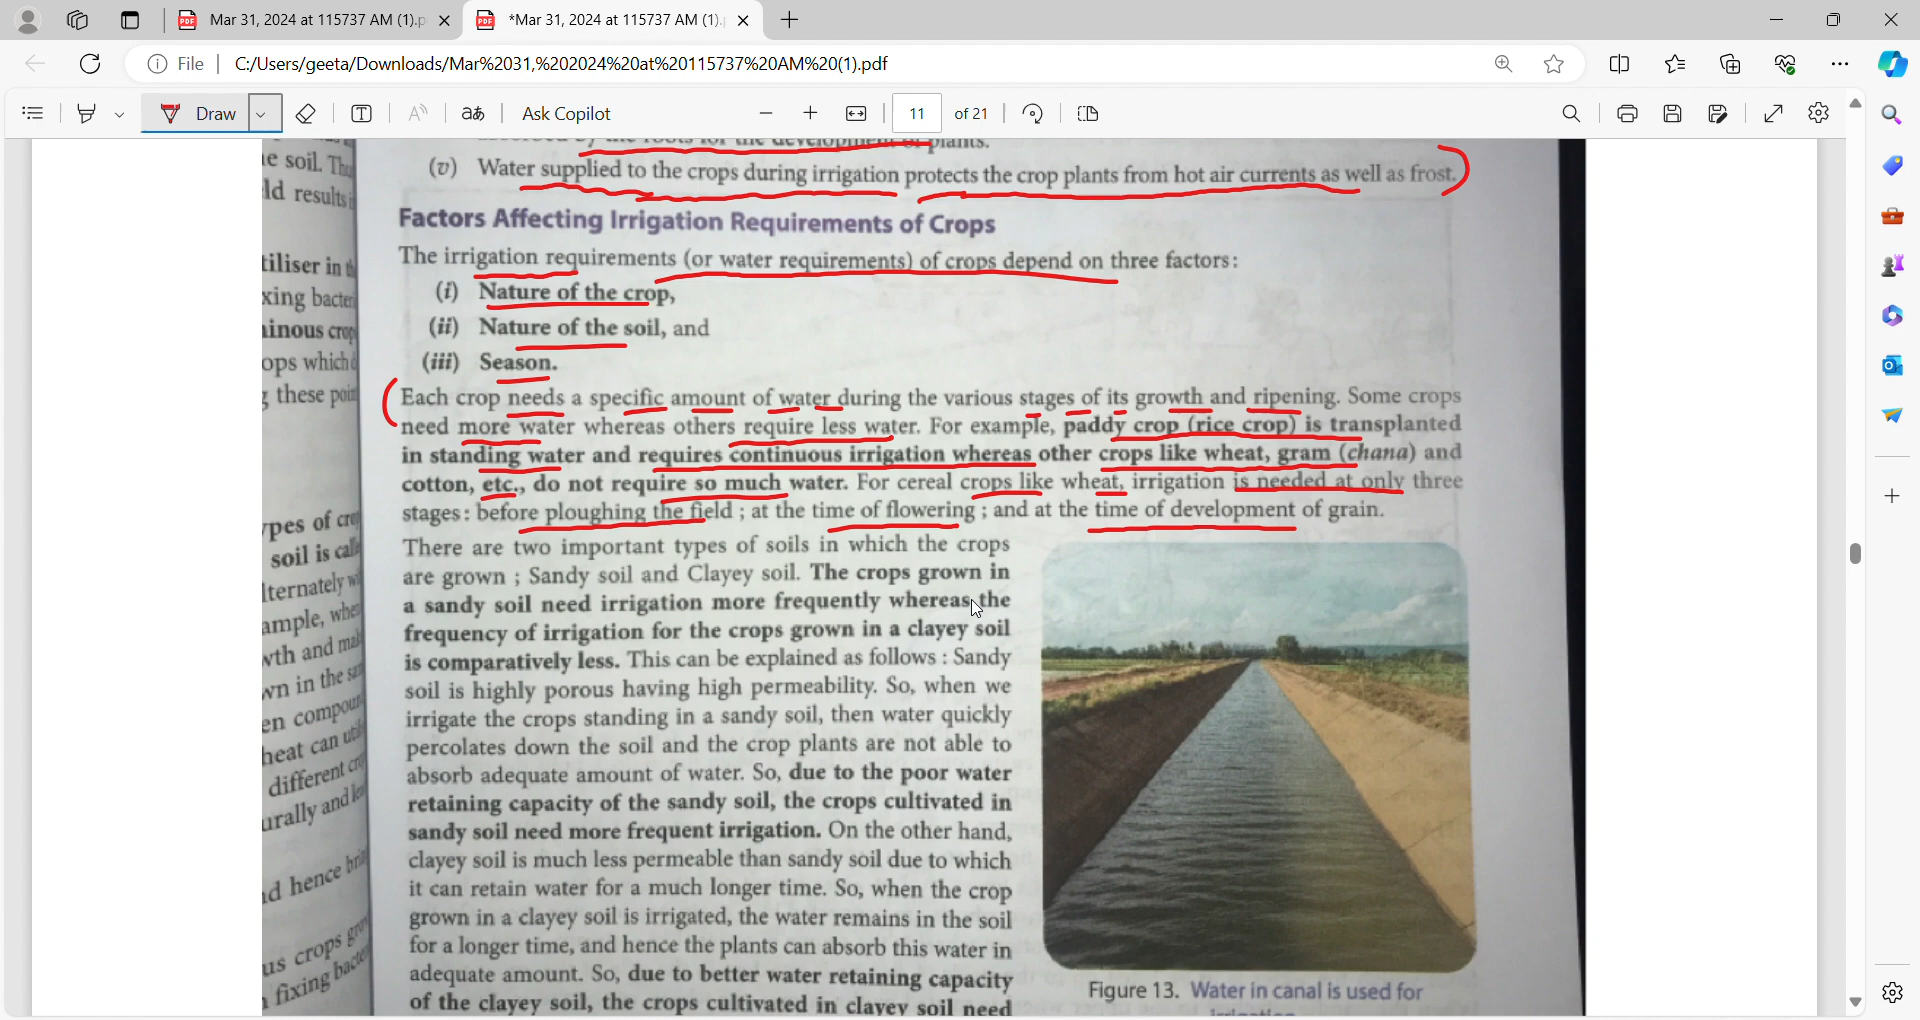 Mar 31, 2024 at 115737 AM (1).p
*Mar 31, 2024 at 115737 AM (1).
File
C:/Users/geeta/Downloads/Mar%2031,%202024%20at%20115737%20AM%20(1).pdf
Draw
Ask Copilot
11 of 21
plants.
(v) Water supplied to the crops during irrigation protects the crop plants from hot air currents as well as frost.
Factors Affecting Irrigation Requirements of Crops
The irrigation requirements (or water requirements) of crops depend on three factors:
(i) Nature of the crop,
(ii) Nature of the soil, and
(iii) Season.
Each crop needs a specific amount of water during the various stages of its growth and ripening. Some crops
need more water whereas others require less water. For example, paddy crop (rice crop) is transplanted
in standing water and requires continuous irrigation whereas other crops like wheat, gram (chana) and
cotton, etc., do not require so much water. For cereal crops like wheat, irrigation is needed at only three
stages: before ploughing the field ; at the time of flowering ; and at the time of development of grain.
There are two important types of soils in which the crops
are grown ; Sandy soil and Clayey soil. The crops grown in
a sandy soil need irrigation more frequently whereas the
frequency of irrigation for the crops grown in a clayey soil
is comparatively less. This can be explained as follows : Sandy
soil is highly porous having high permeability. So, when we
irrigate the crops standing in a sandy soil, then water quickly
percolates down the soil and the crop plants are not able to
absorb adequate amount of water. So, due to the poor water
retaining capacity of the sandy soil, the crops cultivated in
sandy soil need more frequent irrigation. On the other hand,
clayey soil is much less permeable than sandy soil due to which
it can retain water for a much longer time. So, when the crop
grown in a clayey soil is irrigated, the water remains in the soil
for a longer time, and hence the plants can absorb this water in
adequate amount. So, due to better water retaining capacity
of the clayey soil, the crops cultivated in clayey soil need
Figure 13. Water in canal is used for